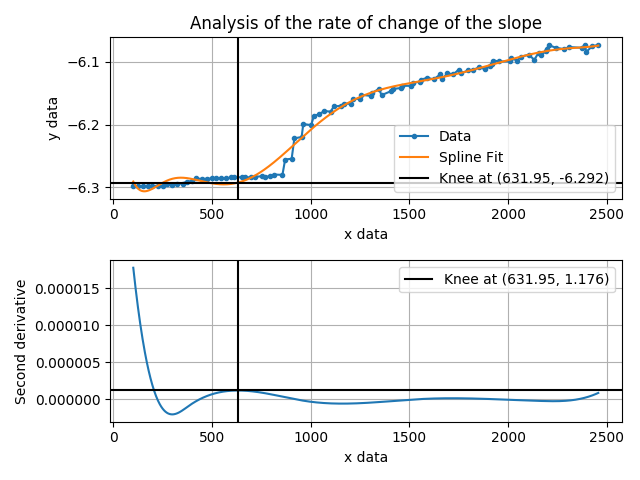 Analysis of the rate of change of the slope
y data
−6.1
−6.2
−6.3
Data
Spline Fit
Knee at (631.95, -6.292)
0
500
1000
1500
2000
2500
x data
Second derivative
0.000015
0.000010
0.000005
0.000000
Knee at (631.95, 1.176)
0
500
1000
1500
2000
2500
x data